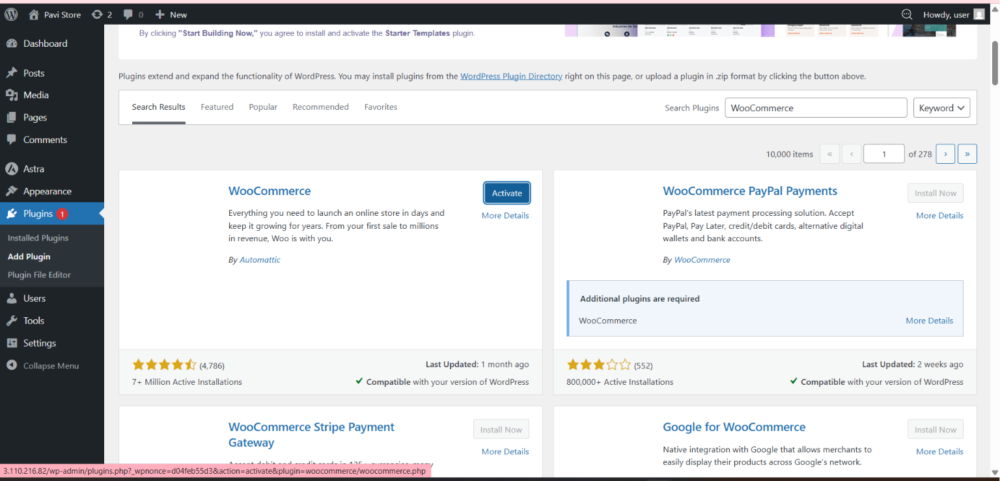 Pavi Store 2 0 New Howdy, user
Dashboard
Posts
Media
Pages
Comments
Astra
Appearance
Plugins 1
Installed Plugins
Add Plugin
Plugin File Editor
Users
Tools
Settings
Collapse Menu
By clicking "Start Building Now," you agree to install and activate the Starter Templates plugin.
Plugins extend and expand the functionality of WordPress. You may install plugins from the WordPress Plugin Directory right on this page, or upload a plugin in .zip format by clicking the button above.
Search Results Featured Popular Recommended Favorites Search Plugins WooCommerce Keyword
10,000 items « ‹ 1 of 278 › »
WooCommerce
Activate
More Details
Everything you need to launch an online store in days and
keep it growing for years. From your first sale to millions
in revenue, Woo is with you.
By Automattic
(4,786)
7+ Million Active Installations
Last Updated: 1 month ago
Compatible with your version of WordPress
WooCommerce PayPal Payments
Install Now
More Details
PayPal's latest payment processing solution. Accept
PayPal, Pay Later, credit/debit cards, alternative digital
wallets and bank accounts.
By WooCommerce
Additional plugins are required
WooCommerce More Details
(552)
800,000+ Active Installations
Last Updated: 2 weeks ago
Compatible with your version of WordPress
WooCommerce Stripe Payment
Gateway
Install Now
More Details
Accept debit and credit cards in 135+ currencies, many
Google for WooCommerce
Install Now
More Details
Native integration with Google that allows merchants to
easily display their products across Google's network.
3.110.216.82/wp-admin/plugins.php?_wpnonce=d04feb55d3&action=activate&plugin=woocommerce/woocommerce.php